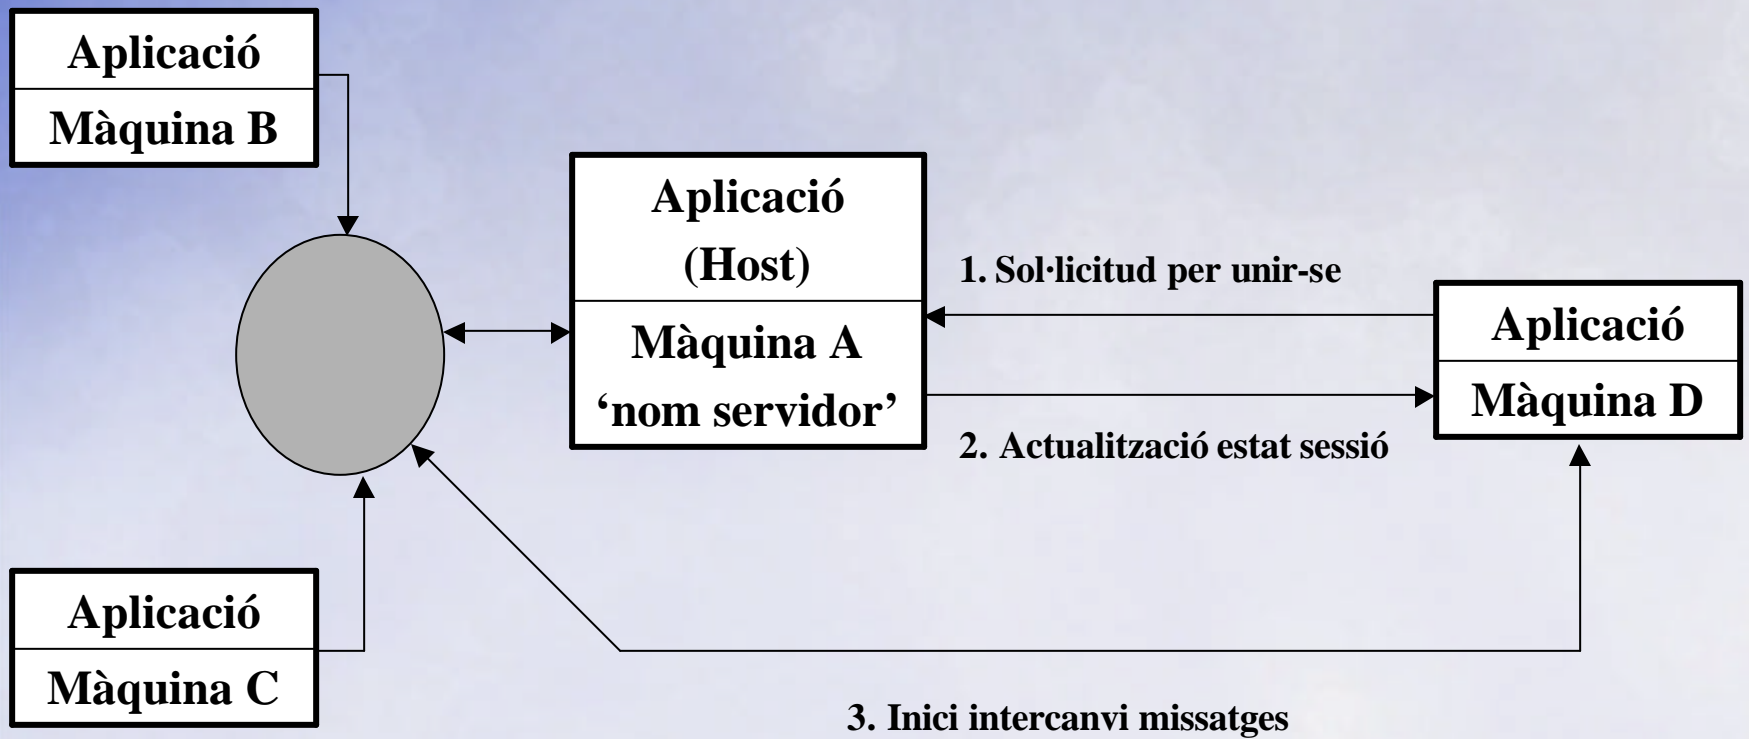 Aplicació
Màquina B
Aplicació
(Host)
Màquina A
‘nom servidor’
1. Sol·licitud per unir-se
2. Actualització estat sessió
Aplicació
Màquina D
Aplicació
Màquina C
3. Inici intercanvi missatges